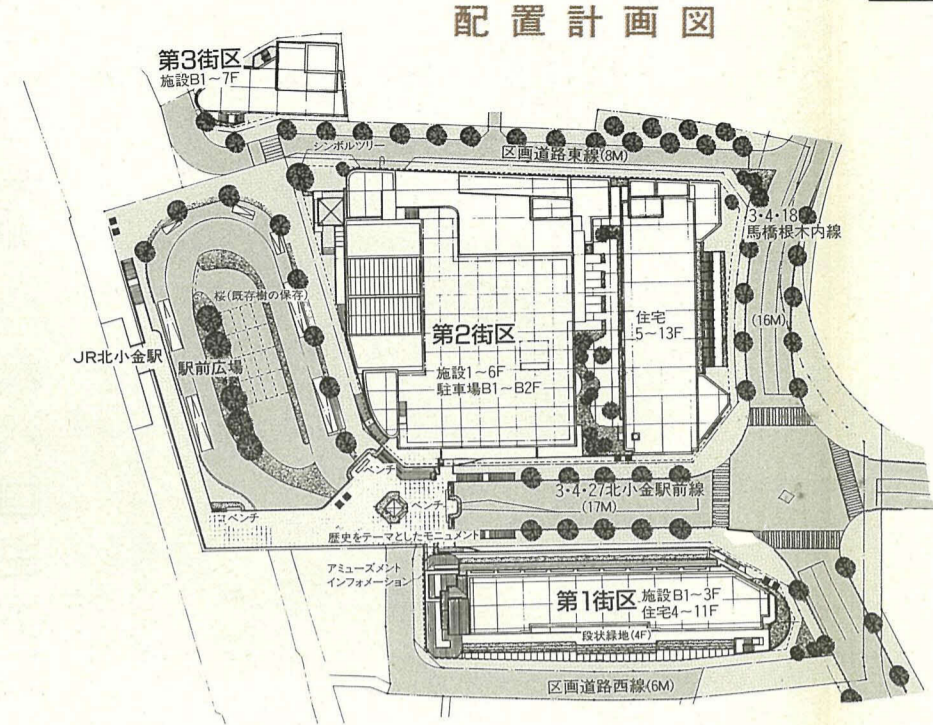 配置計画図
第3街区
施設B1~7F
シンボルツリー
区画道路東線(8M)
3・4・18
馬橋根木内線
(16M)
桜(既存樹の保存)
JR北小金駅
駅前広場
第2街区
施設1~6F
駐車場B1~B2F
住宅
5~13F
ベンチ
ベンチ
ベンチ
3・4・27北小金駅前線
(17M)
歴史をテーマとしたモニュメント
アミューズメント
インフォメーション
第1街区
施設B1~3F
住宅4~11F
段状緑地(4F)
区画道路西線(6M)